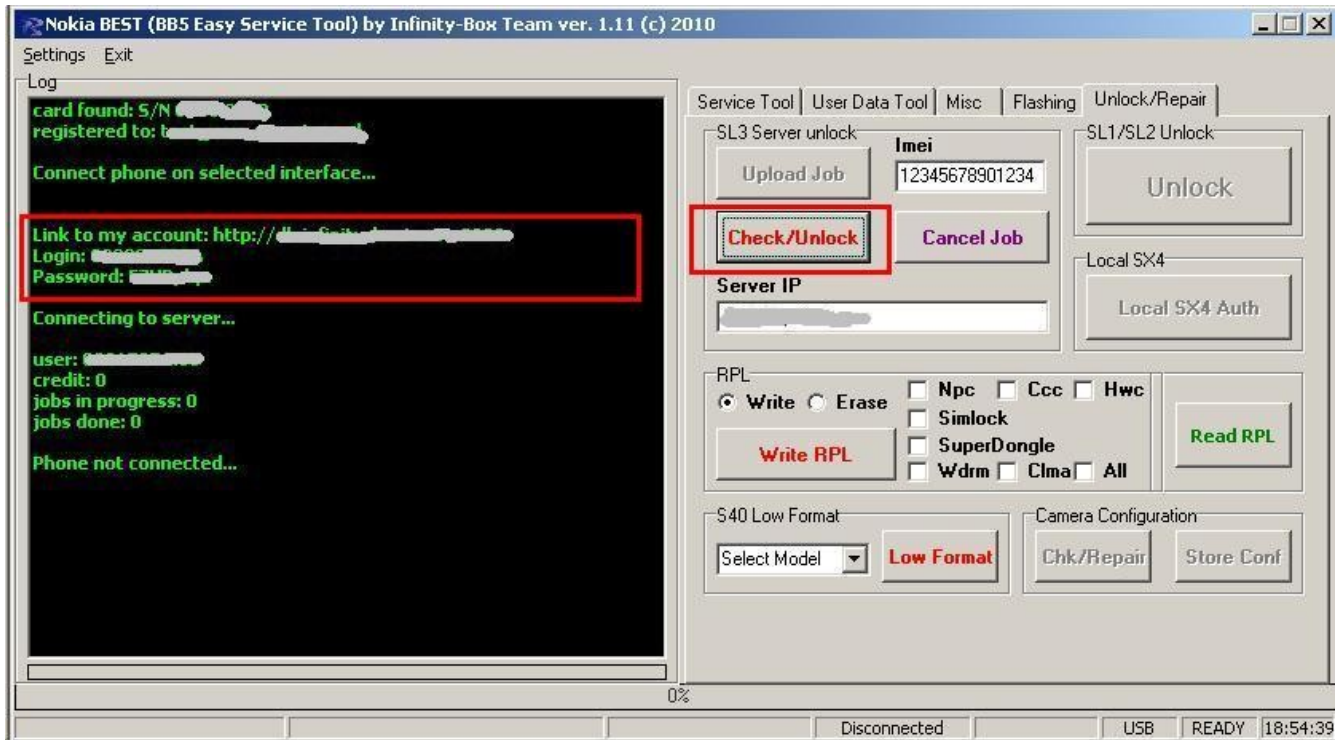 Nokia BEST (BB5 Easy Service Tool) by Infinity-Box Team ver. 1.11 (c) 2010
Settings Exit
Log
card found: S/N
registered to:
Connect phone on selected interface...
Link to my account: http://
Login:
Password:
Connecting to server...
user:
credit: 0
jobs in progress: 0
jobs done: 0
Phone not connected...
Service Tool User Data Tool Misc Flashing Unlock/Repair
SL3 Server unlock
Imei
Upload Job 12345678901234
Check/Unlock Cancel Job
Server IP
SL1/SL2 Unlock
Unlock
Local SX4
Local SX4 Auth
RPL
Write Erase Npc Ccc Hwc
Simlock
SuperDongle
Write RPL
Wdrm Clma All
Read RPL
S40 Low Format
Select Model Low Format
Camera Configuration
Chk/Repair Store Conf
0%
Disconnected USB READY 18:54:39